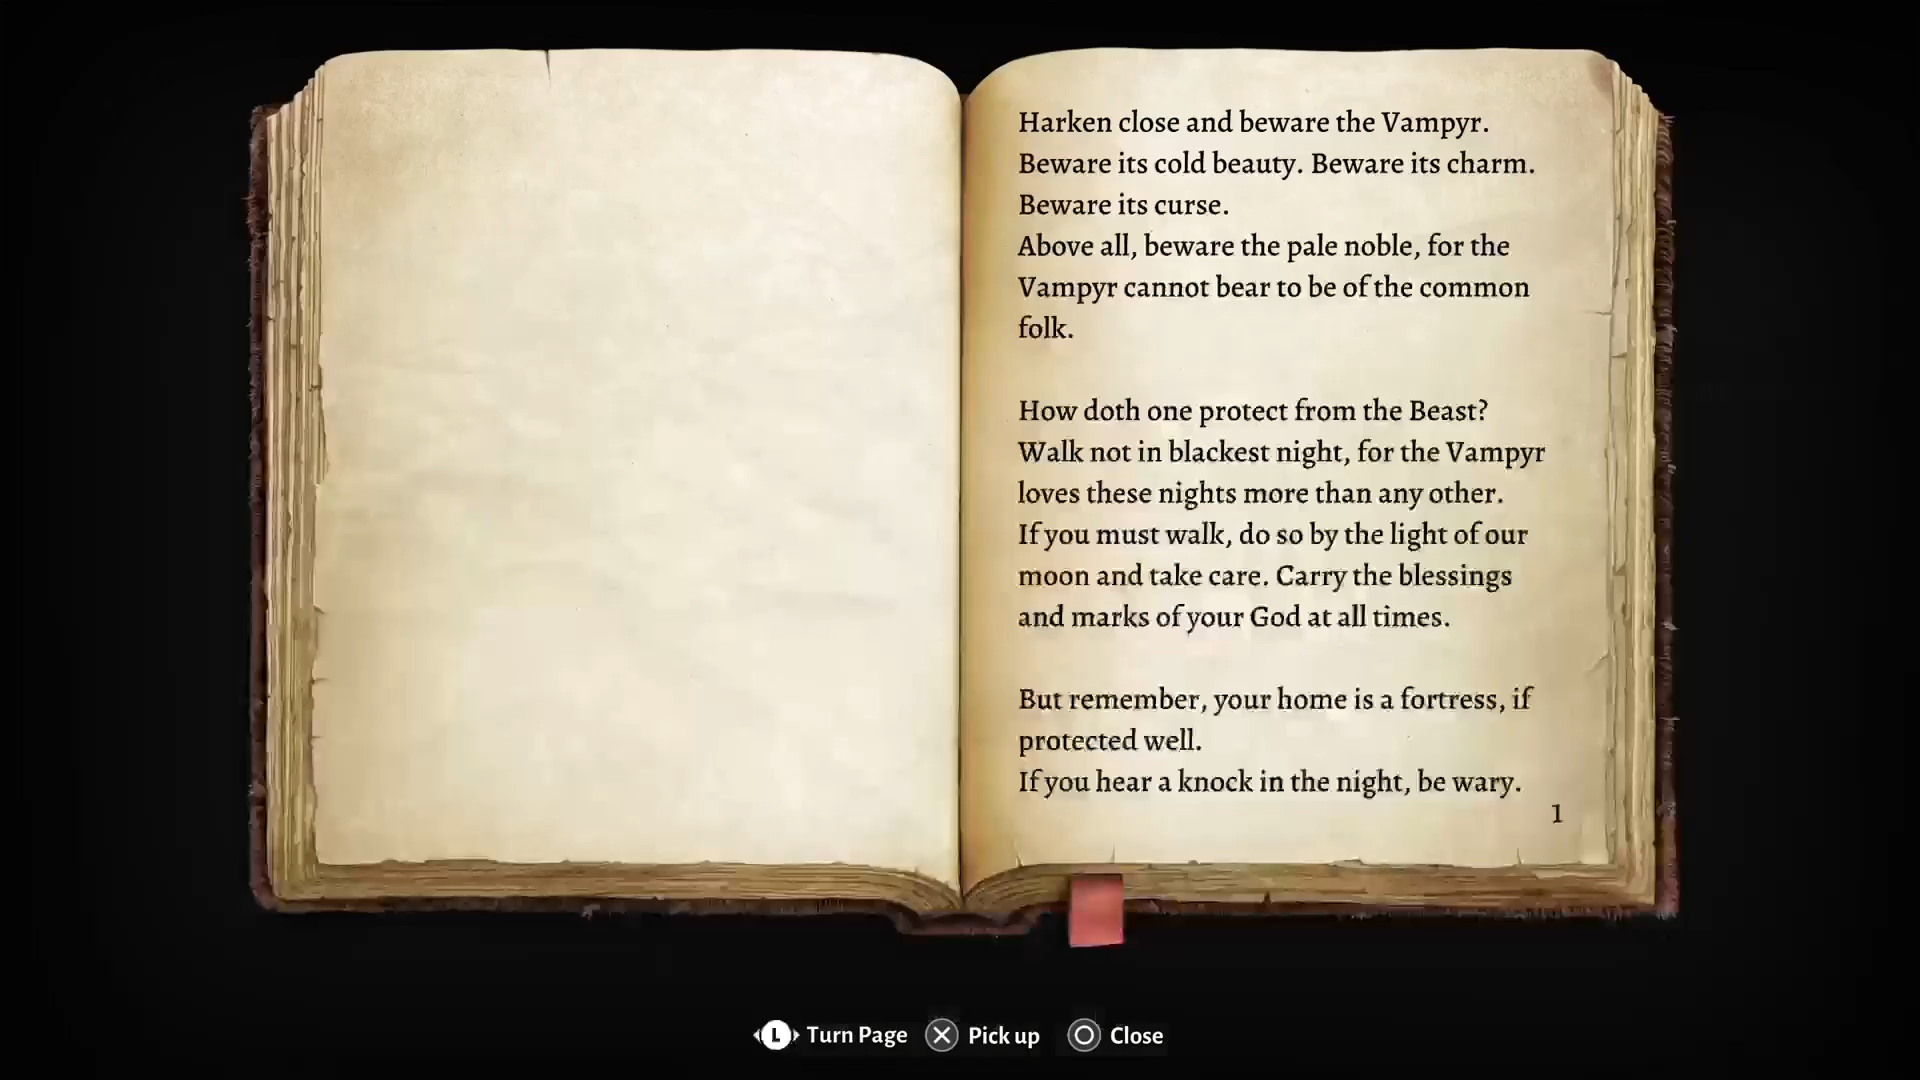 Harken close and beware the Vampyr.
Beware its cold beauty. Beware its charm.
Beware its curse.
Above all, beware the pale noble, for the
Vampyr cannot bear to be of the common
folk.
How doth one protect from the Beast?
Walk not in blackest night, for the Vampyr
loves these nights more than any other.
If you must walk, do so by the light of our
moon and take care. Carry the blessings
and marks of your God at all times.
But remember, your home is a fortress, if
protected well.
If you hear a knock in the night, be wary.
1
L Turn Page Pick up Close